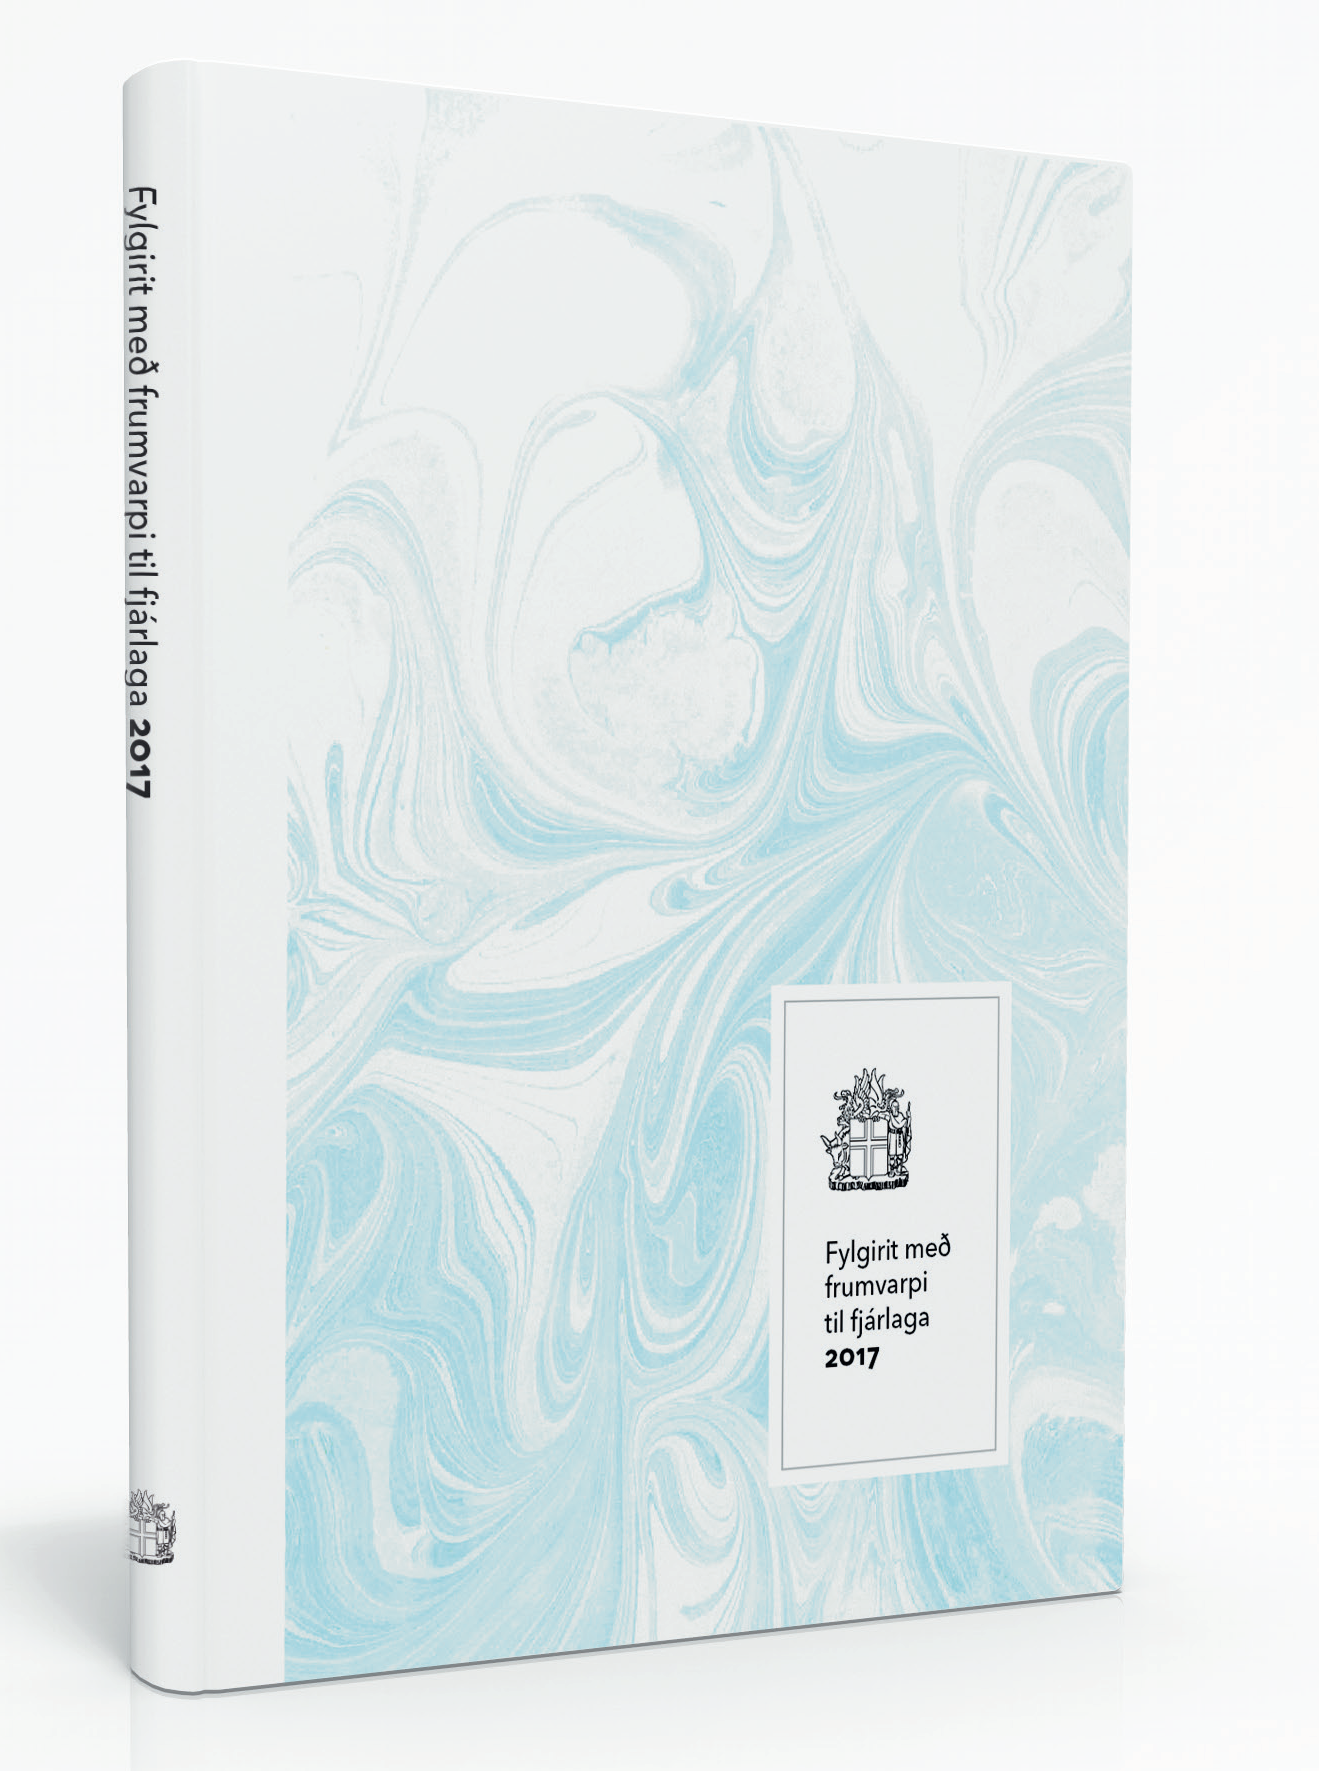 Fylgirit með frumvarpi til fjárlaga 2017
Fylgirit með
frumvarpi
til fjárlaga
2017